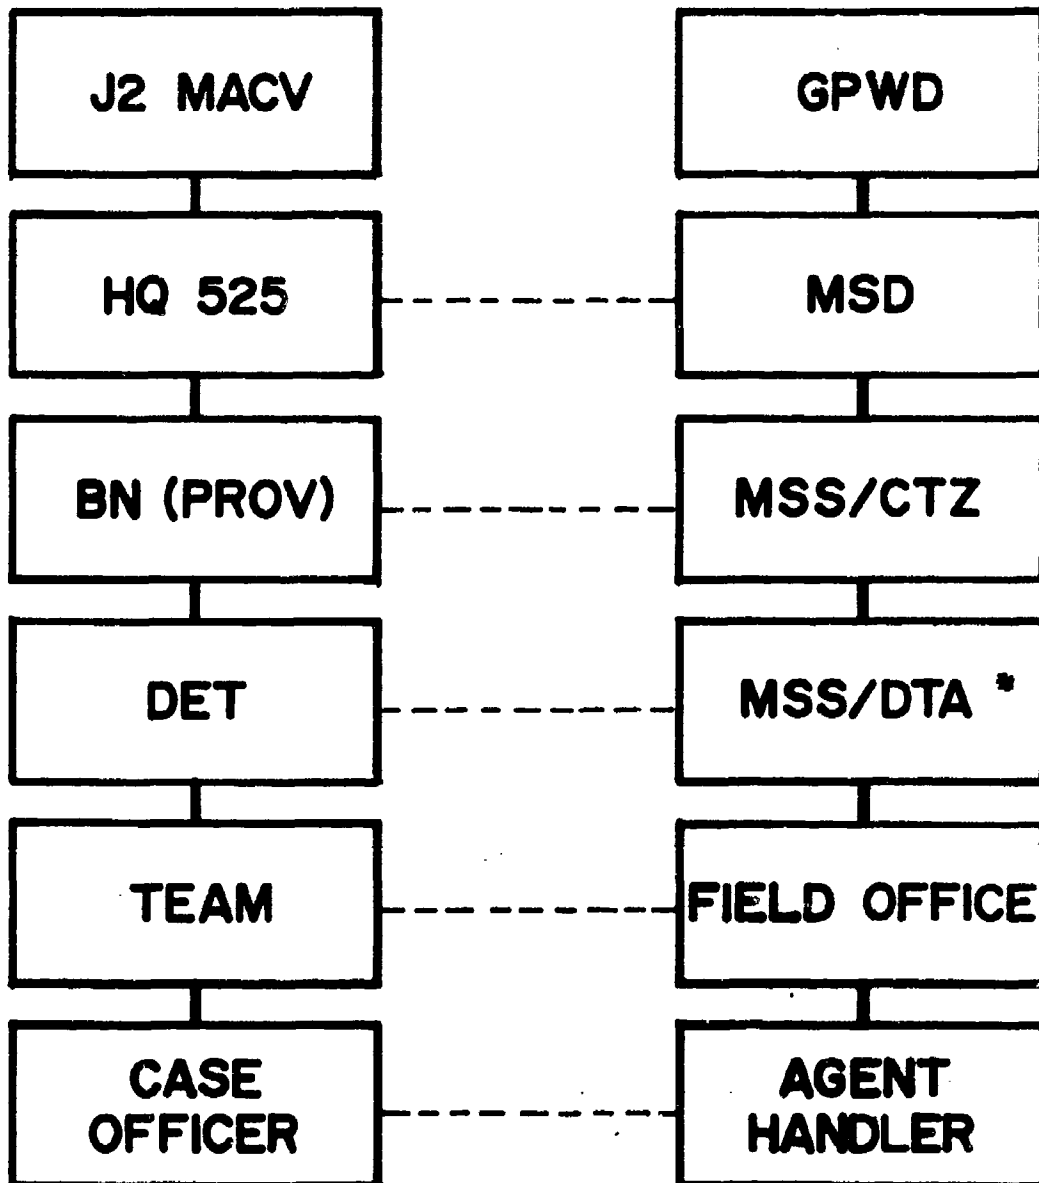 J2 MACV
GPWD
HQ 525
MSD
BN (PROV)
MSS/CTZ
DET
MSS/DTA *
TEAM
FIELD OFFICE
CASE
OFFICER
AGENT
HANDLER